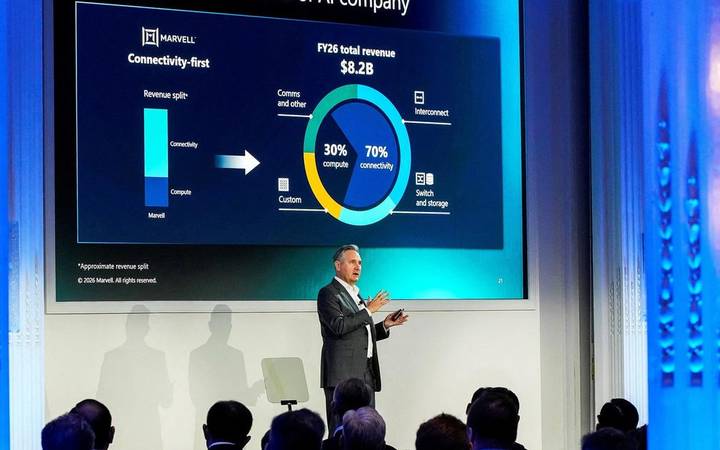 AI company
MARVELL
Connectivity-first
Revenue split*
Connectivity
Compute
Marvell
FY26 total revenue
$8.2B
Comms
and other
Interconnect
30%
compute
70%
connectivity
Custom
Switch
and storage
*Approximate revenue split
© 2026 Marvell. All rights reserved.
21